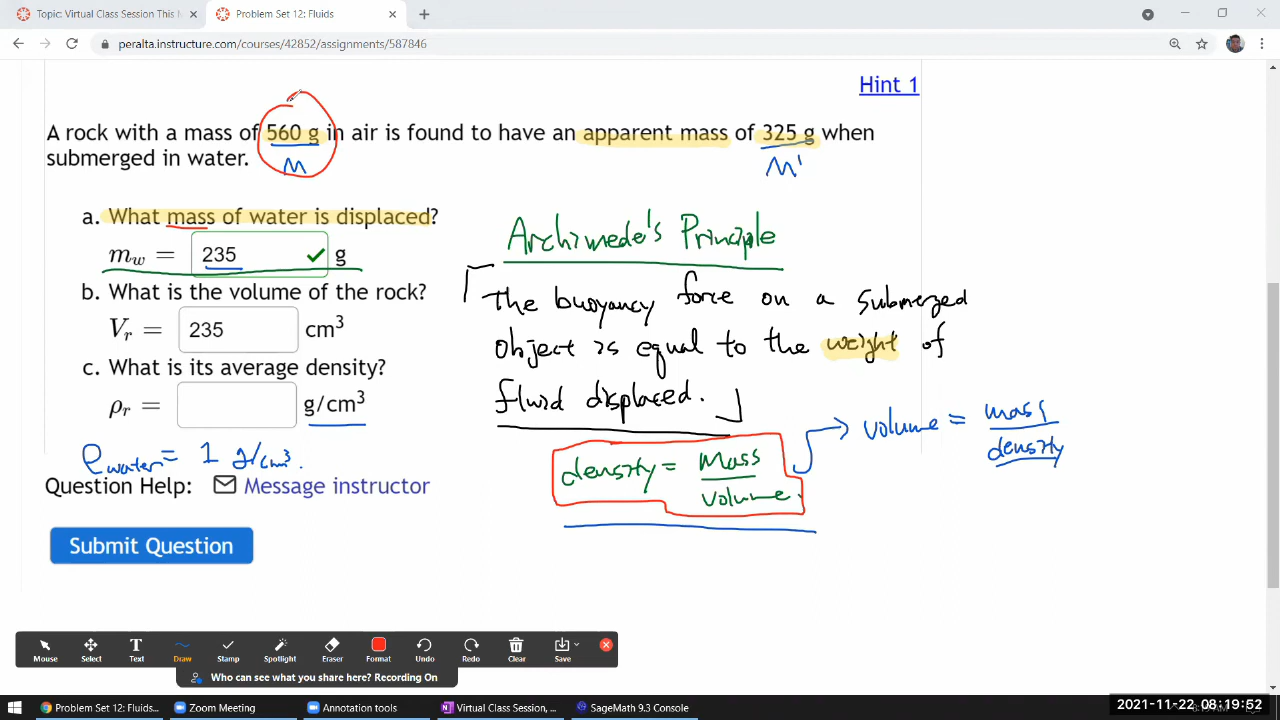 Topic: Virtual Class Session This
Problem Set 12: Fluids
peralta.instructure.com/courses/42852/assignments/587846
Hint 1
A rock with a mass of 560 g in air is found to have an apparent mass of 325 g when
submerged in water.
M
M'
a. What mass of water is displaced?
m_w = 235 g
b. What is the volume of the rock?
V_r = 235 cm³
c. What is its average density?
ρ_r = g/cm³
ρ_water = 1 g/cm³.
Archimede's Principle
The buoyancy force on a submerged
object is equal to the weight of
fluid displaced.
density = mass / volume.
volume = mass / density
Question Help: Message instructor
Submit Question
Mouse Select Text Draw Stamp Spotlight Eraser Format Undo Redo Clear Save
Who can see what you share here? Recording On
Problem Set 12: Fluids... Zoom Meeting Annotation tools Virtual Class Session, ... SageMath 9.3 Console
2021-11-22 08:19:52